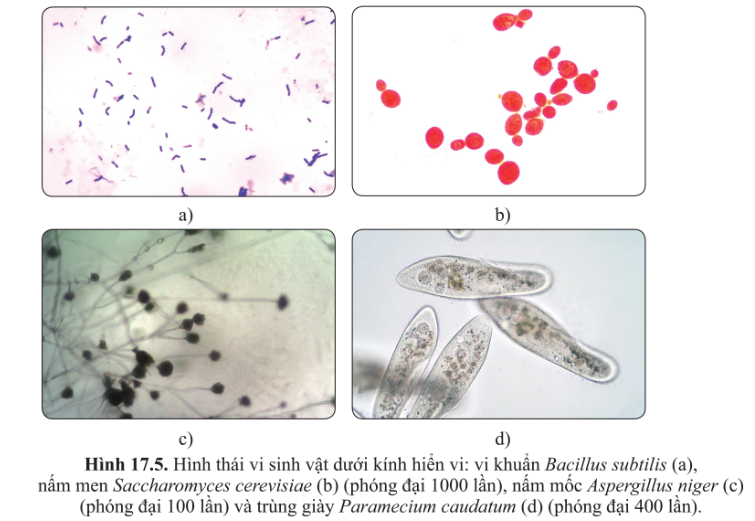 a)
b)
c)
d)
Hình 17.5. Hình thái vi sinh vật dưới kính hiển vi: vi khuẩn Bacillus subtilis (a),
nấm men Saccharomyces cerevisiae (b) (phóng đại 1000 lần), nấm mốc Aspergillus niger (c)
(phóng đại 100 lần) và trùng giày Paramecium caudatum (d) (phóng đại 400 lần).